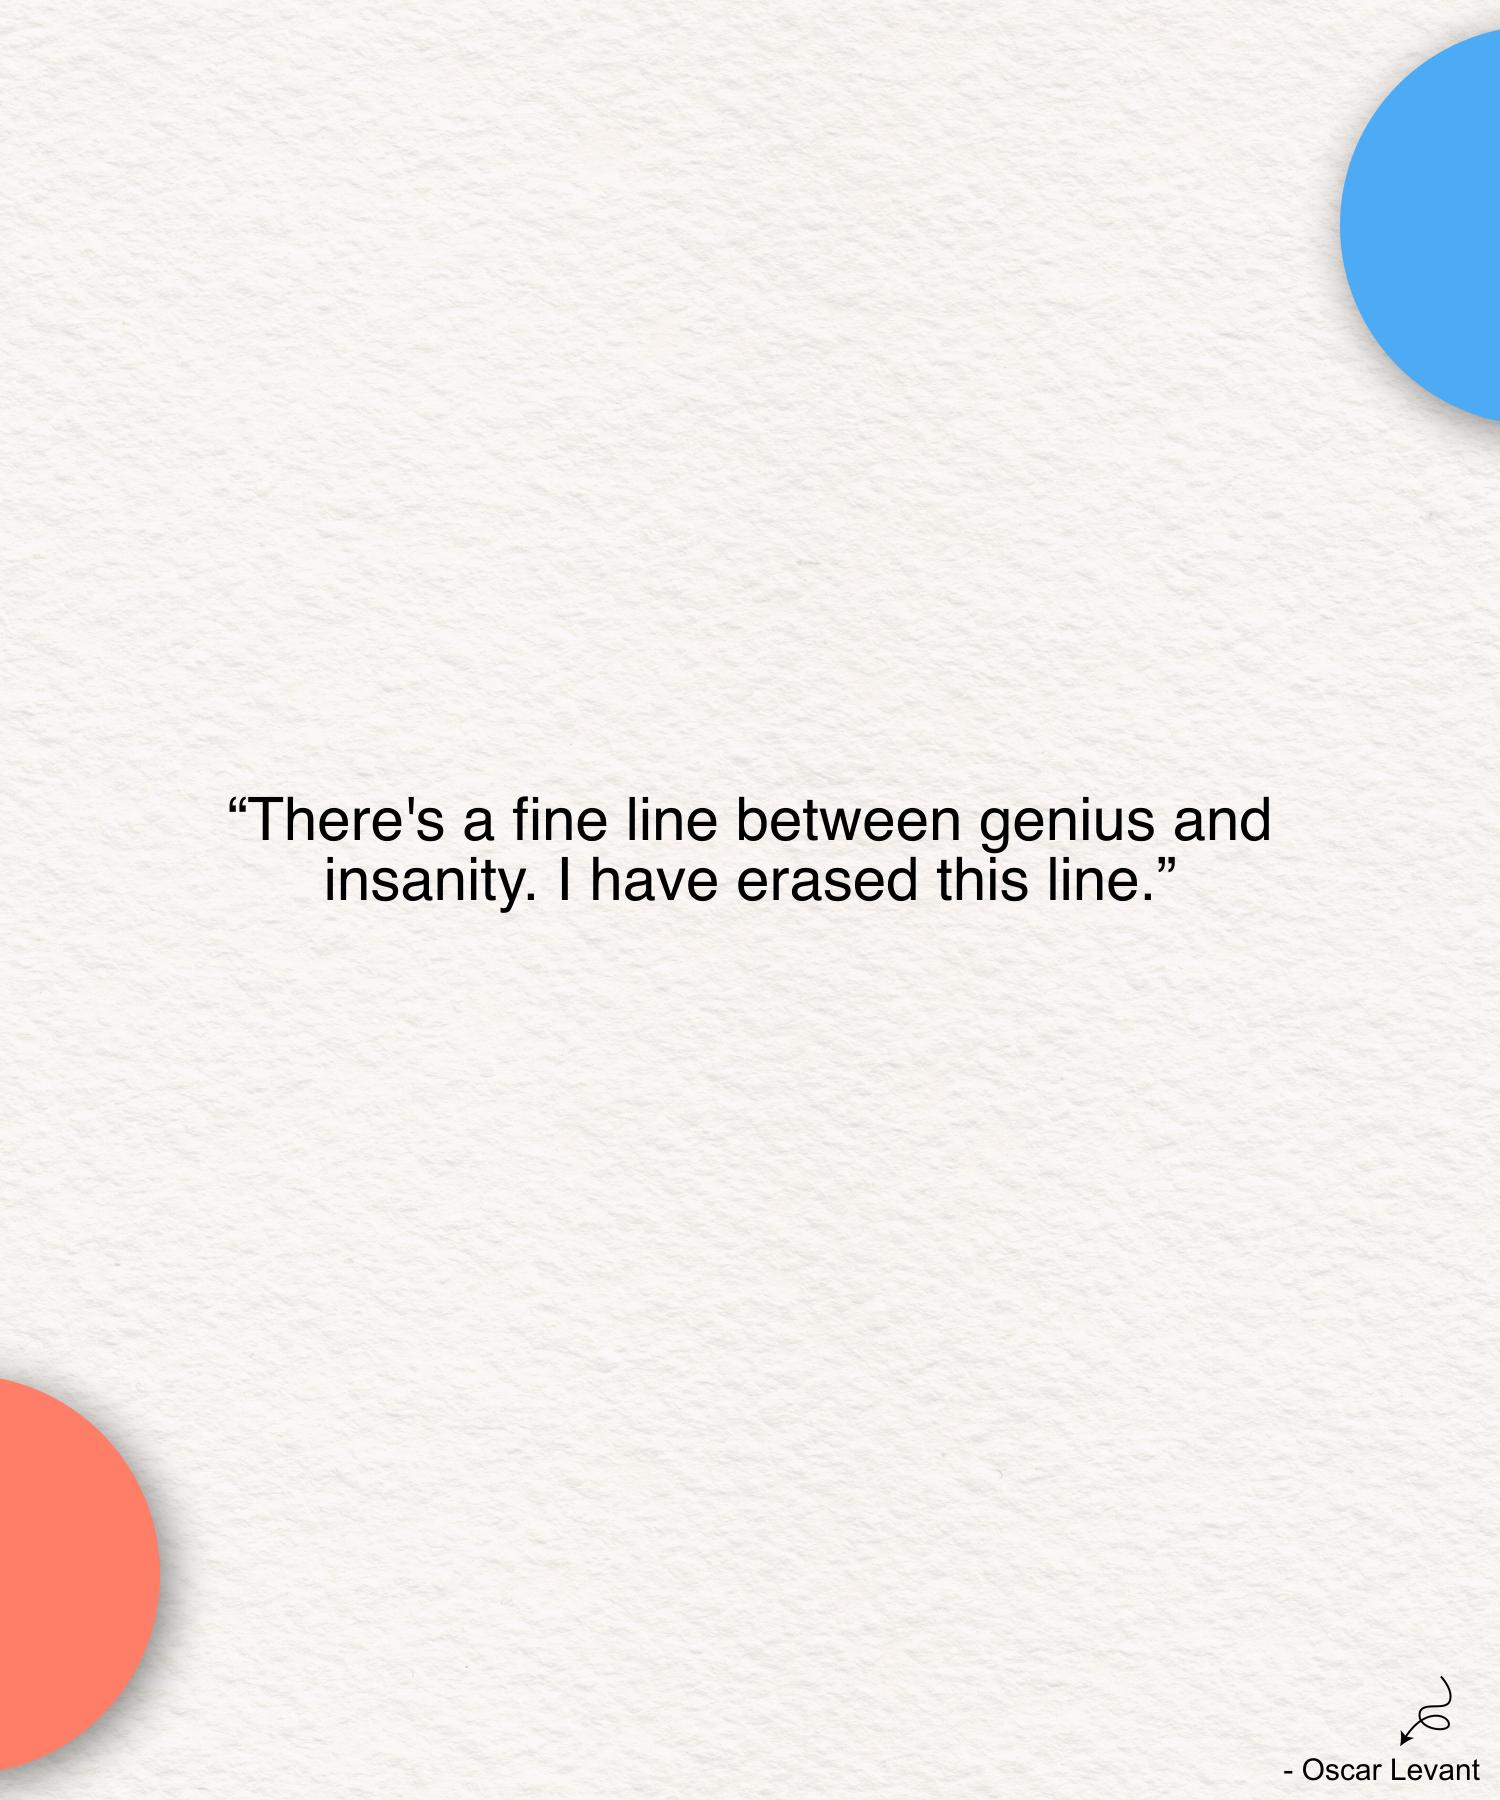 “There's a fine line between genius and
insanity. I have erased this line.”
- Oscar Levant